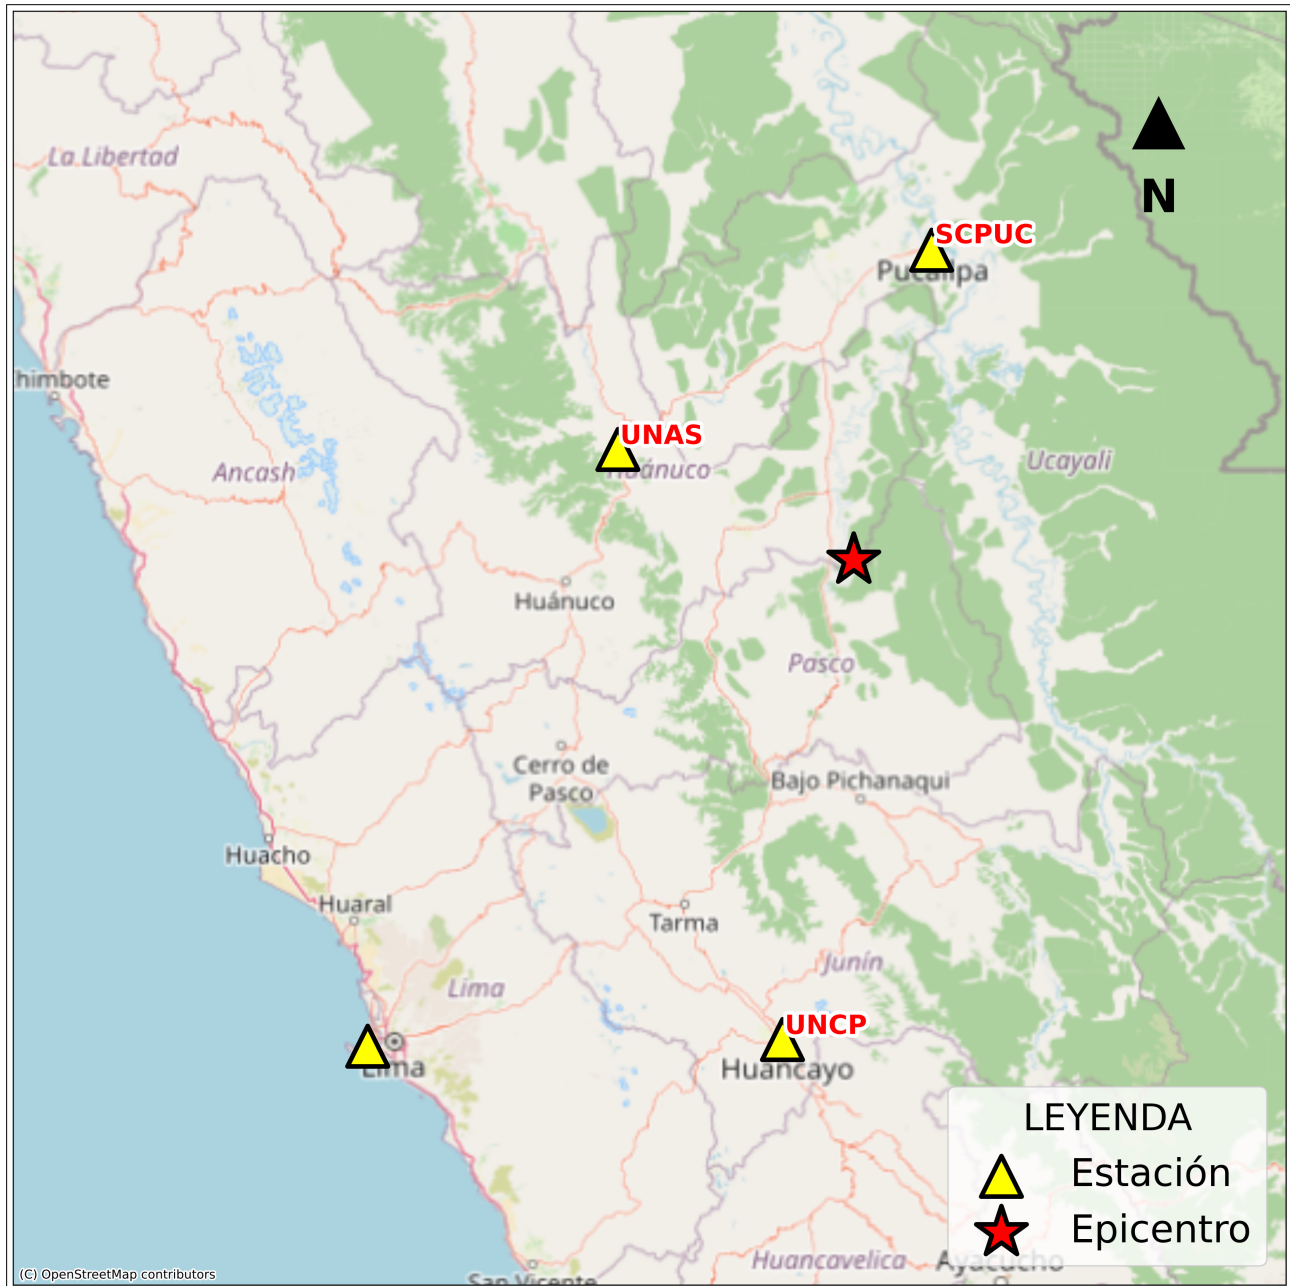 La Libertad
N
SCPUC
Pucallpa
himbote
UNAS
Ancash
Huánuco
Ucayali
Huánuco
Pasco
Cerro de
Pasco
Bajo Pichanaqui
Huacho
Huaral
Tarma
Junín
Lima
UNCP
Lima
Huancayo
LEYENDA
Estación
Epicentro
Huancavelica
Ayacucho
San Vicente
(C) OpenStreetMap contributors